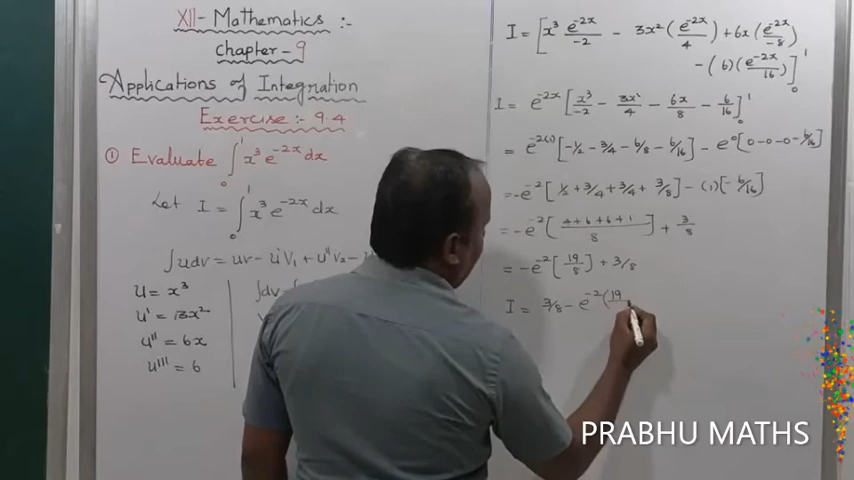 XII- Mathematics :-
Chapter - 9
Applications of Integration
Exercise :- 9.4
① Evaluate ∫₀¹ x³ e^{-2x} dx
Let I = ∫₀¹ x³ e^{-2x} dx
∫udv = uv - u'v₁ + u''v₂ -
u = x³
u' = 3x²
u'' = 6x
u''' = 6
∫dv =
I = [x³ e^{-2x}/-2 - 3x² (e^{-2x}/4) + 6x (e^{-2x}/-8)
- (6)(e^{-2x}/16)]₀¹
I = e^{-2x} [x³/-2 - 3x²/4 - 6x/8 - 6/16]₀¹
= e^{-2(1)} [-1/2 - 3/4 - 6/8 - 6/16] - e⁰ [0-0-0-6/16]
= -e^{-2} [1/2 + 3/4 + 3/4 + 3/8] - (1) [-6/16]
= -e^{-2} [4+6+6+1 / 8] + 3/8
= -e^{-2} [19/8] + 3/8
I = 3/8 - e^{-2} (19
PRABHU MATHS